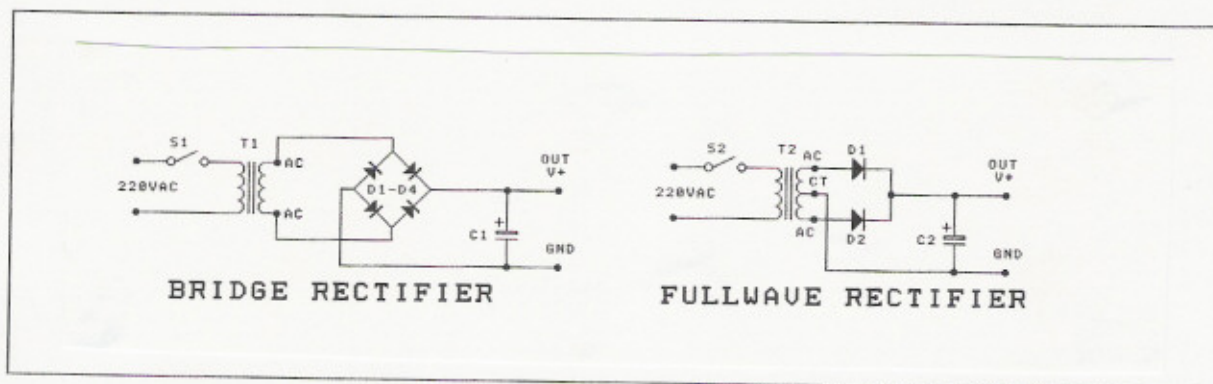 S1
T1
AC
220VAC
D1-D4
AC
OUT
V+
C1
GND
BRIDGE RECTIFIER
S2
T2
AC
D1
CT
220VAC
AC
D2
OUT
V+
C2
GND
FULLWAVE RECTIFIER